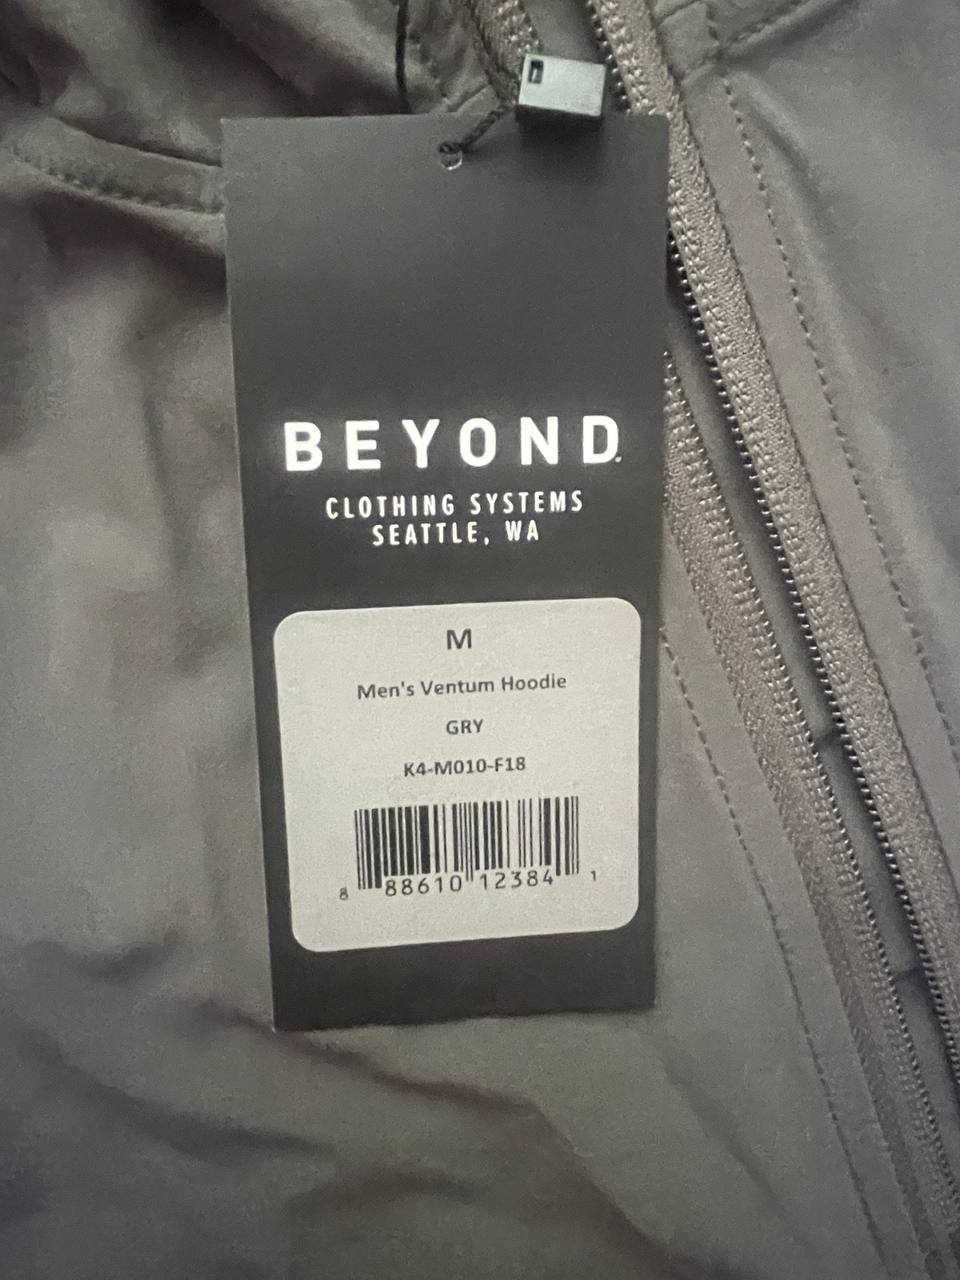 BEYOND.
CLOTHING SYSTEMS
SEATTLE, WA
M
Men's Ventum Hoodie
GRY
K4-M010-F18
8 88610 12384 1